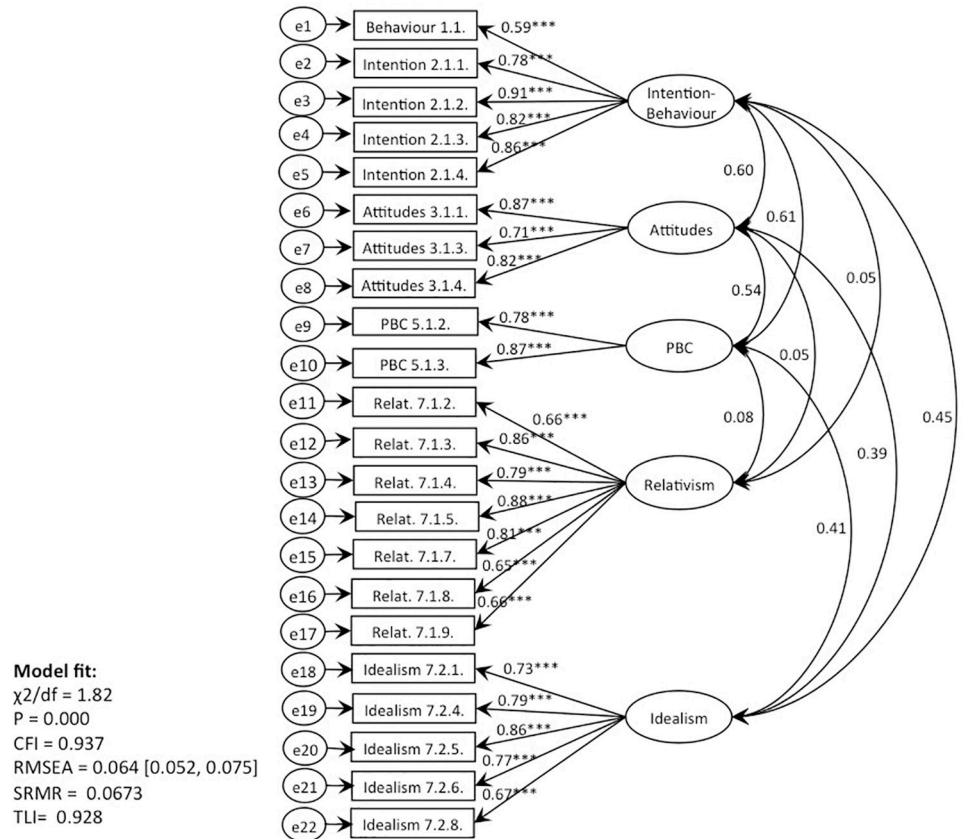 e1 Behaviour 1.1. 0.59***
e2 Intention 2.1.1. 0.78***
e3 Intention 2.1.2. 0.91***
e4 Intention 2.1.3. 0.82***
e5 Intention 2.1.4. 0.86***
Intention-
Behaviour
e6 Attitudes 3.1.1. 0.87***
e7 Attitudes 3.1.3. 0.71***
e8 Attitudes 3.1.4. 0.82***
Attitudes
e9 PBC 5.1.2. 0.78***
e10 PBC 5.1.3. 0.87***
PBC
e11 Relat. 7.1.2. 0.66***
e12 Relat. 7.1.3. 0.86***
e13 Relat. 7.1.4. 0.79***
e14 Relat. 7.1.5. 0.88***
e15 Relat. 7.1.7. 0.81***
e16 Relat. 7.1.8. 0.65***
e17 Relat. 7.1.9. 0.66***
Relativism
e18 Idealism 7.2.1. 0.73***
e19 Idealism 7.2.4. 0.79***
e20 Idealism 7.2.5. 0.86***
e21 Idealism 7.2.6. 0.77***
e22 Idealism 7.2.8. 0.67***
Idealism
0.60
0.61
0.05
0.54
0.05
0.45
0.08
0.39
0.41
Model fit:
χ2/df = 1.82
P = 0.000
CFI = 0.937
RMSEA = 0.064 [0.052, 0.075]
SRMR = 0.0673
TLI= 0.928